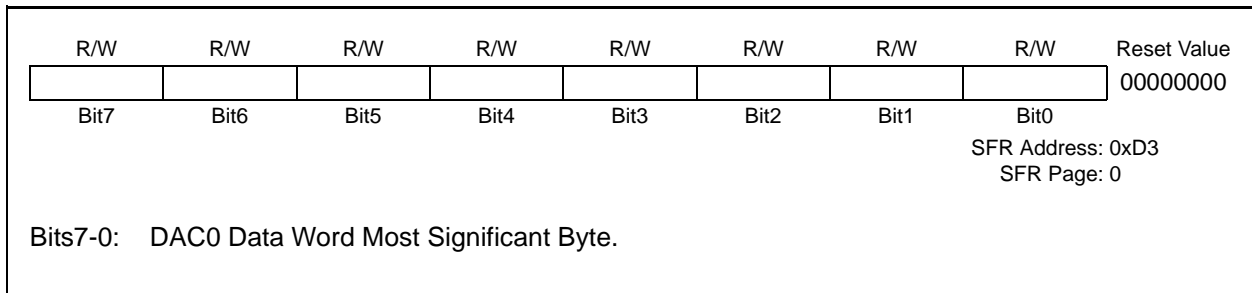 R/W R/W R/W R/W R/W R/W R/W R/W Reset Value
00000000
Bit7 Bit6 Bit5 Bit4 Bit3 Bit2 Bit1 Bit0
SFR Address: 0xD3
SFR Page: 0
Bits7-0: DAC0 Data Word Most Significant Byte.